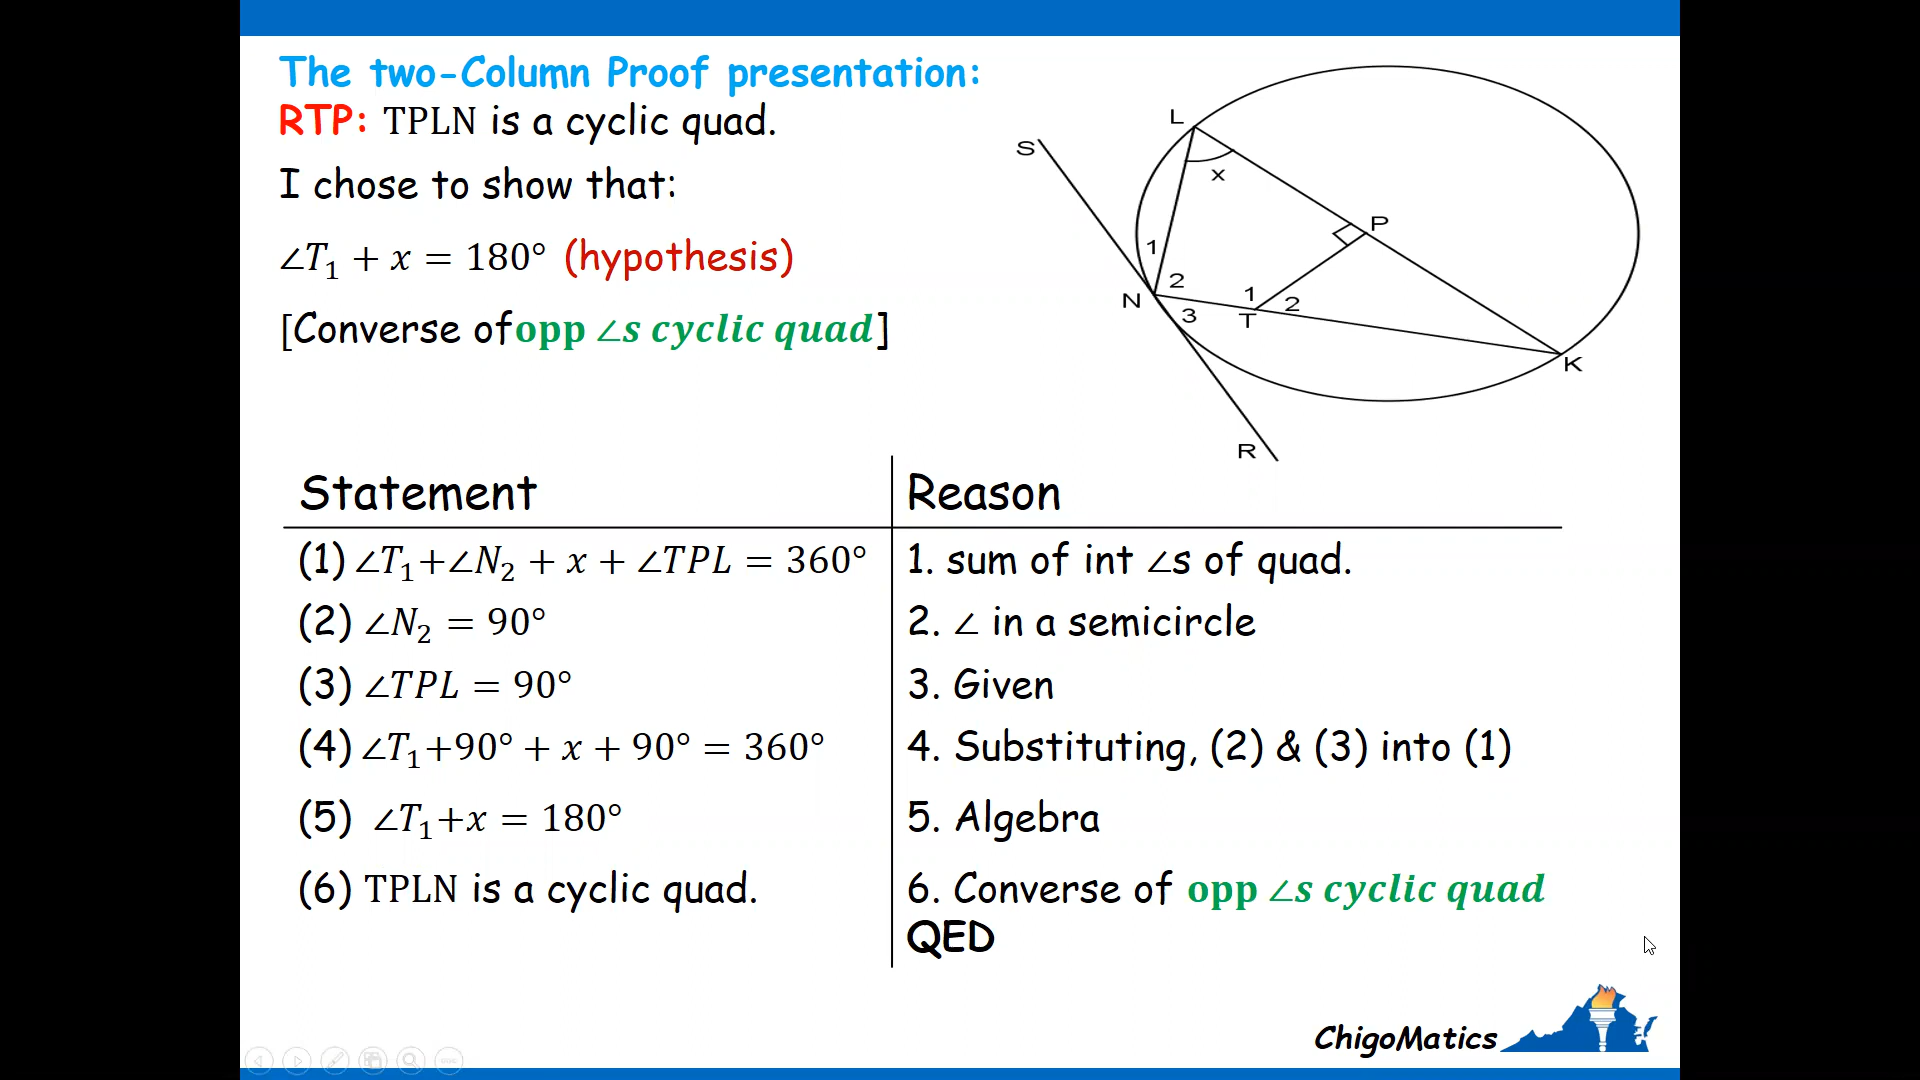 The two-Column Proof presentation:
RTP: TPLN is a cyclic quad.
I chose to show that:
∠T₁ + x = 180° (hypothesis)
[Converse of opp ∠s cyclic quad]
L
S
x
P
1
2
N
1
2
3
T
K
R
Statement Reason
(1) ∠T₁+∠N₂ + x + ∠TPL = 360° 1. sum of int ∠s of quad.
(2) ∠N₂ = 90° 2. ∠ in a semicircle
(3) ∠TPL = 90° 3. Given
(4) ∠T₁+90° + x + 90° = 360° 4. Substituting, (2) & (3) into (1)
(5) ∠T₁+x = 180° 5. Algebra
(6) TPLN is a cyclic quad. 6. Converse of opp ∠s cyclic quad
QED
ChigoMatics